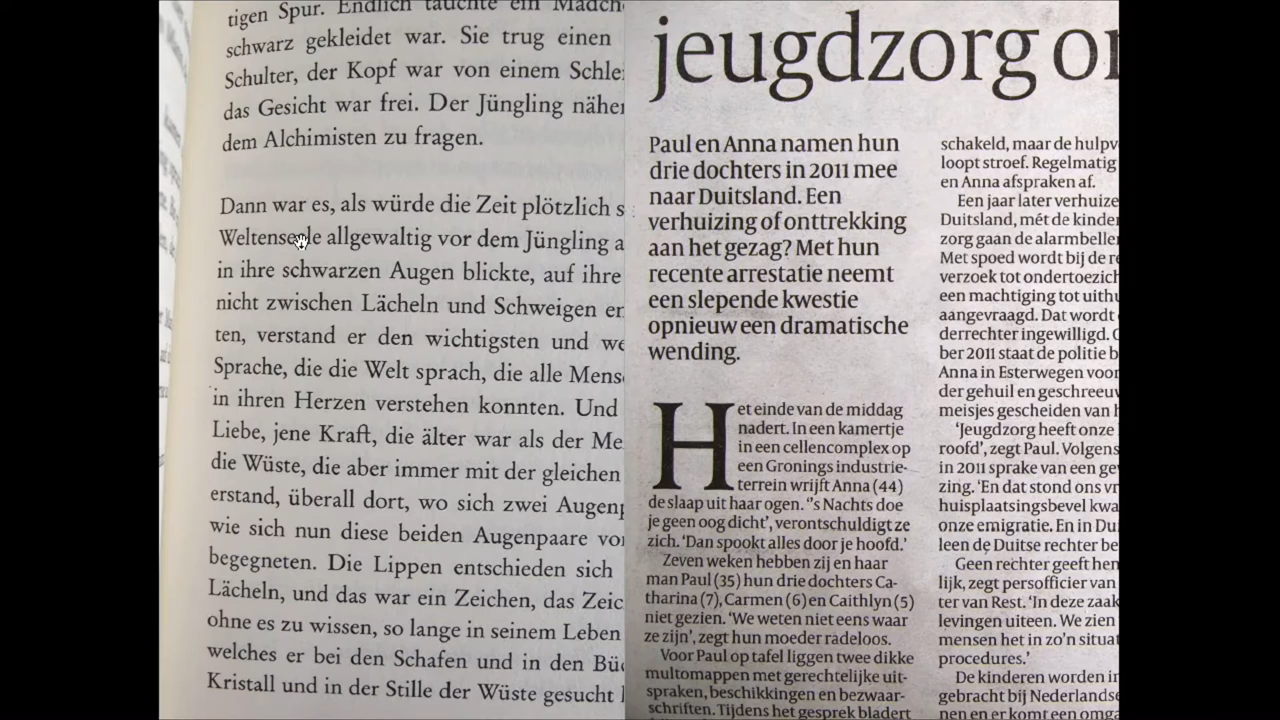 tigen Spur. Endlich tauchte ein Mädch
schwarz gekleidet war. Sie trug einen
Schulter, der Kopf war von einem Schlei
das Gesicht war frei. Der Jüngling näher
dem Alchimisten zu fragen.
Dann war es, als würde die Zeit plötzlich s
Weltenseele allgewaltig vor dem Jüngling a
in ihre schwarzen Augen blickte, auf ihre
nicht zwischen Lächeln und Schweigen en
ten, verstand er den wichtigsten und we
Sprache, die die Welt sprach, die alle Mens
in ihren Herzen verstehen konnten. Und
Liebe, jene Kraft, die älter war als der Me
die Wüste, die aber immer mit der gleichen
erstand, überall dort, wo sich zwei Augenp
wie sich nun diese beiden Augenpaare vo
begegneten. Die Lippen entschieden sich
Lächeln, und das war ein Zeichen, das Zeic
ohne es zu wissen, so lange in seinem Leben
welches er bei den Schafen und in den Büc
Kristall und in der Stille der Wüste gesucht
jeugdzorg on
Paul en Anna namen hun
drie dochters in 2011 mee
naar Duitsland. Een
verhuizing of onttrekking
aan het gezag? Met hun
recente arrestatie neemt
een slepende kwestie
opnieuw een dramatische
wending.
Het einde van de middag
nadert. In een kamertje
in een cellencomplex op
een Gronings industrie-
terrein wrijft Anna (44)
de slaap uit haar ogen. ‘’s Nachts doe
je geen oog dicht’, verontschuldigt ze
zich. ‘Dan spookt alles door je hoofd.’
Zeven weken hebben zij en haar
man Paul (35) hun drie dochters Ca-
tharina (7), Carmen (6) en Caithlyn (5)
niet gezien. ‘We weten niet eens waar
ze zijn’, zegt hun moeder radeloos.
Voor Paul op tafel liggen twee dikke
multomappen met gerechtelijke uit-
spraken, beschikkingen en bezwaar-
schriften. Tijdens het gesprek bladert
schakeld, maar de hulpv
loopt stroef. Regelmatig
en Anna afspraken af.
Een jaar later verhuize
Duitsland, mét de kinder
zorg gaan de alarmbeller
Met spoed wordt bij de re
verzoek tot ondertoezich
een machtiging tot uithu
aangevraagd. Dat wordt
derrechter ingewilligd. O
ber 2011 staat de politie b
Anna in Esterwegen voor
der gehuil en geschreeuw
meisjes gescheiden van h
‘Jeugdzorg heeft onze
roofd’, zegt Paul. Volgens
in 2011 sprake van een ge
zing. ‘En dat stond ons vr
huisplaatsingsbevel kwa
onze emigratie. En in Du
leen de Duitse rechter be
Geen rechter geeft hen
lijk, zegt persofficier van
ter van Rest. ‘In deze zaak
levingen uiteen. We zien
mensen het in zo’n situat
procedures.’
De kinderen worden in
gebracht bij Nederlandse
nen en er komt een omga